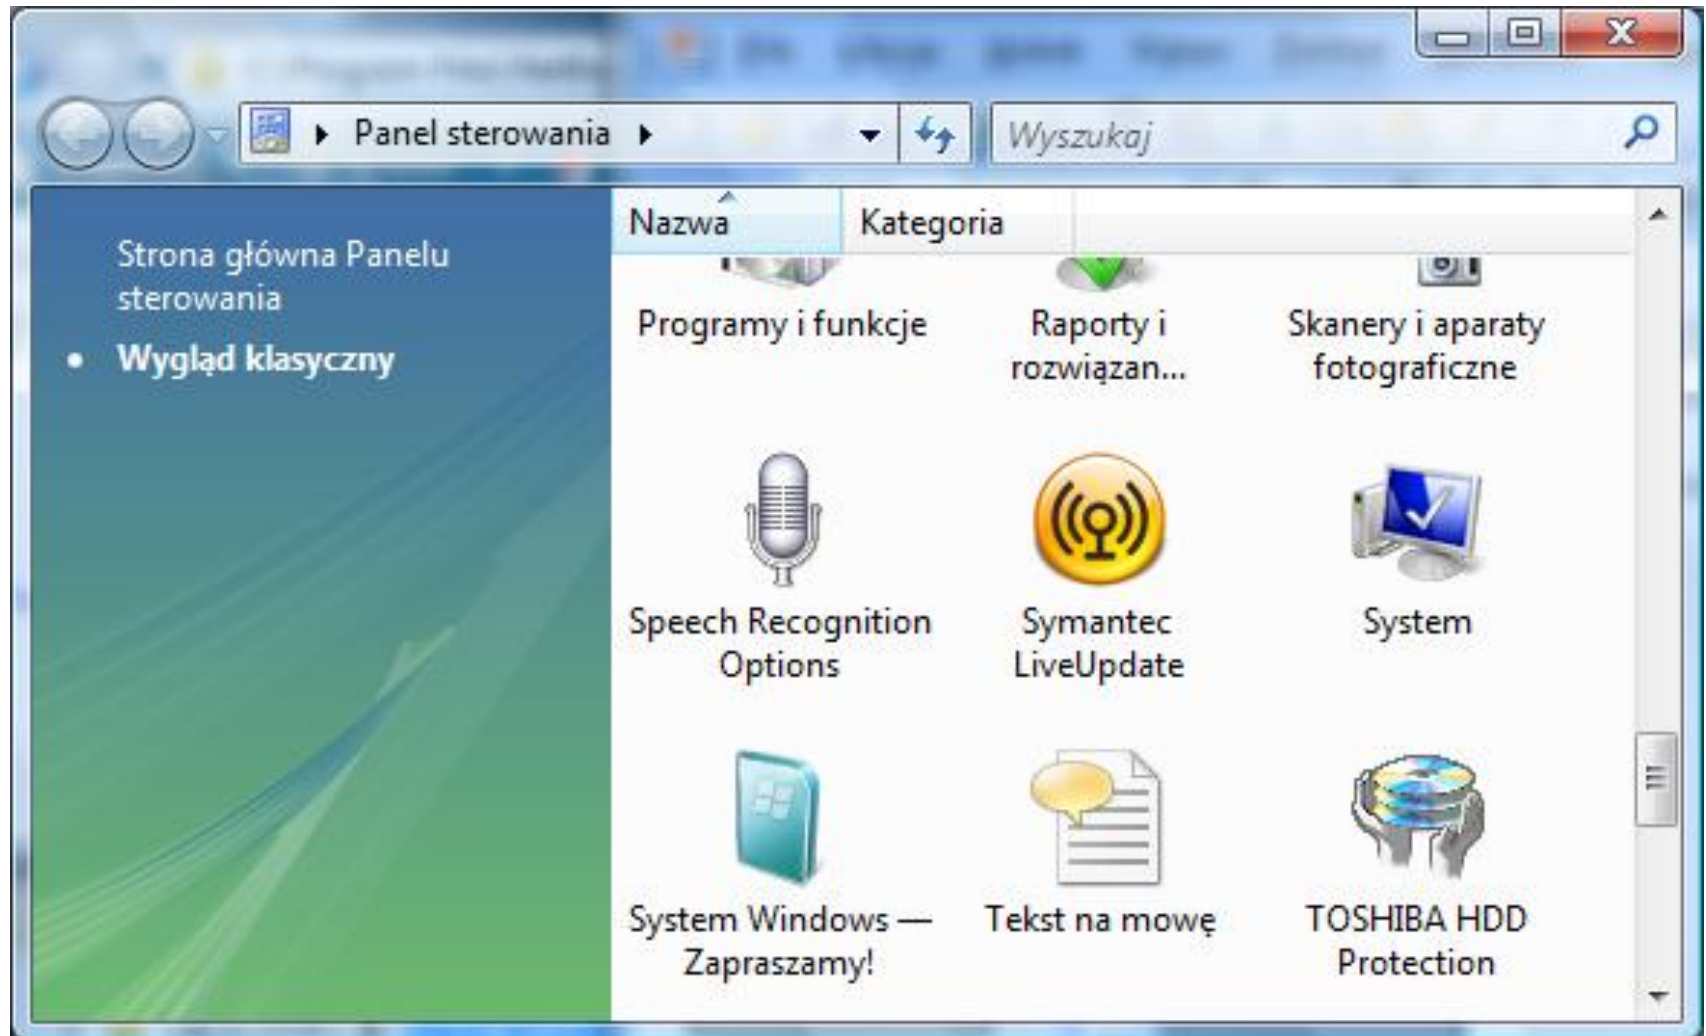 Panel sterowania
Wyszukaj
Strona główna Panelu
sterowania
Wygląd klasyczny
Nazwa Kategoria
Programy i funkcje
Raporty i
rozwiązan...
Skanery i aparaty
fotograficzne
Speech Recognition
Options
Symantec
LiveUpdate
System
System Windows —
Zapraszamy!
Tekst na mowę
TOSHIBA HDD
Protection